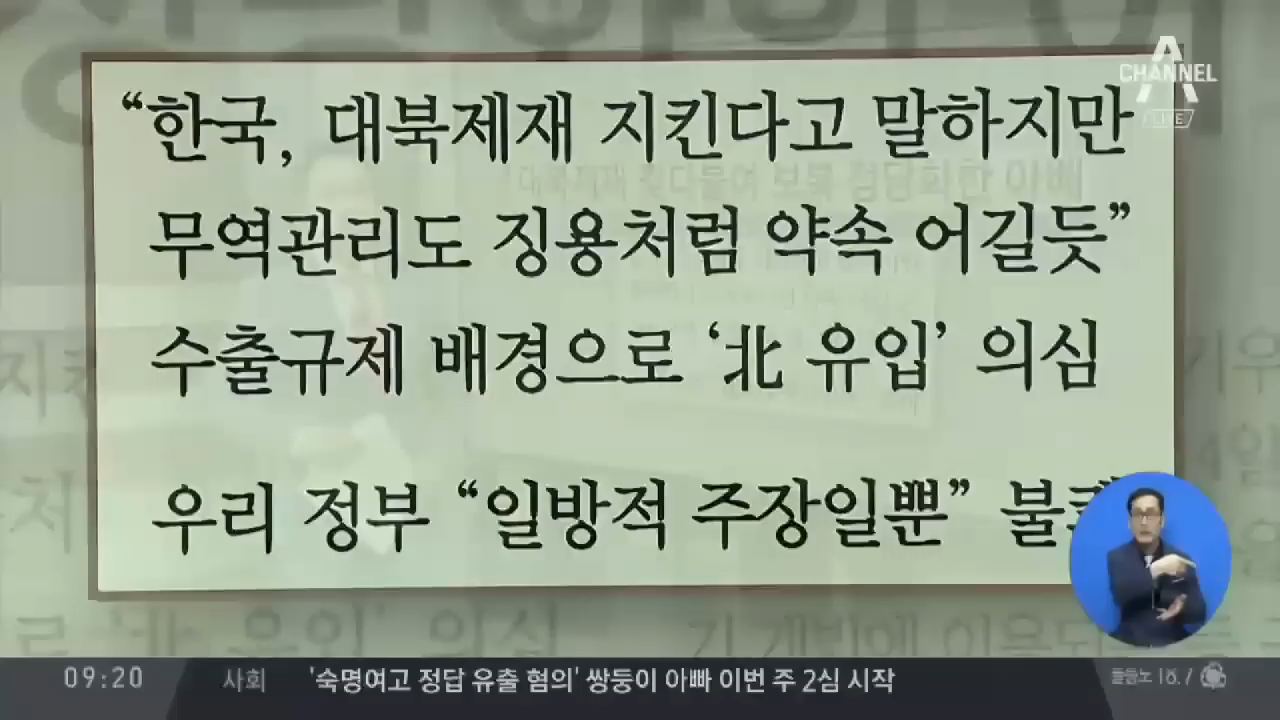 CHANNEL A
LIVE
“한국, 대북제재 지킨다고 말하지만
무역관리도 징용처럼 약속 어길듯”
수출규제 배경으로 ‘北 유입’ 의심
우리 정부 “일방적 주장일뿐”
09:20 사회 '숙명여고 정답 유출 혐의' 쌍둥이 아빠 이번 주 2심 시작